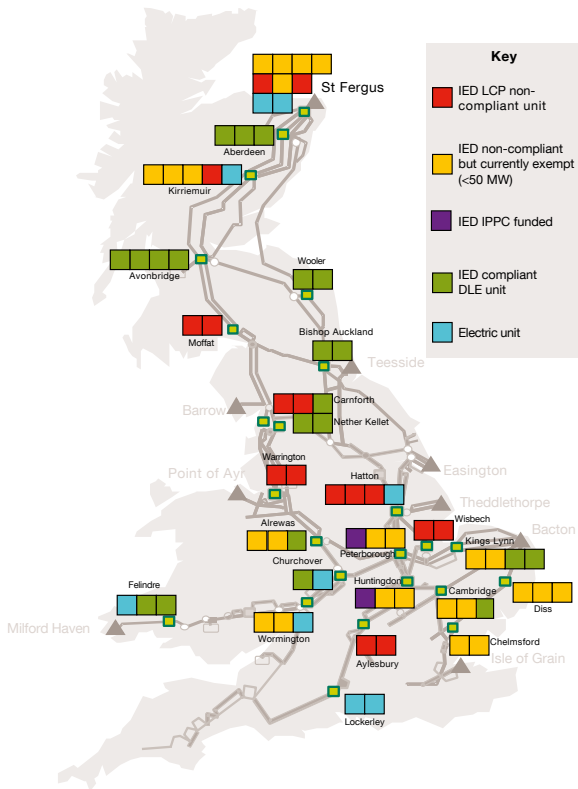 Key
IED LCP non-
compliant unit
IED non-compliant
but currently exempt
(<50 MW)
IED IPPC funded
IED compliant
DLE unit
Electric unit
St Fergus
Aberdeen
Kirriemuir
Avonbridge
Wooler
Moffat
Bishop Auckland
Teesside
Carnforth
Barrow
Nether Kellet
Warrington
Point of Ayr
Hatton
Easington
Theddlethorpe
Wisbech
Alrewas
Bacton
Kings Lynn
Peterborough
Churchover
Huntingdon
Cambridge
Felindre
Diss
Milford Haven
Wormington
Chelmsford
Aylesbury
Isle of Grain
Lockerley